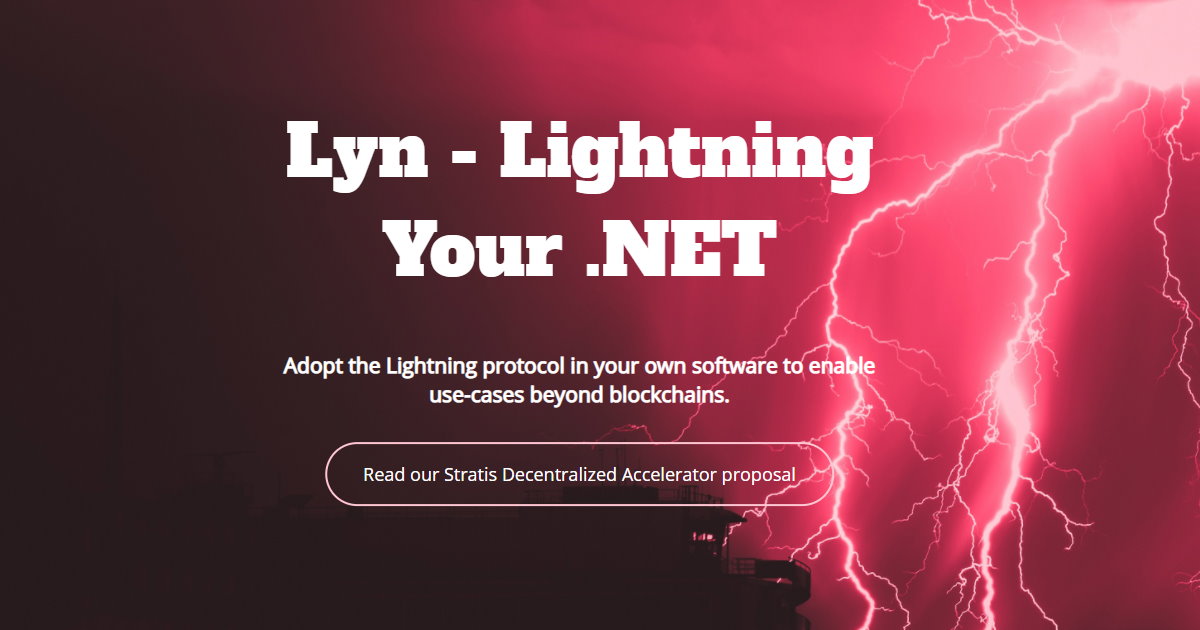 Lyn - Lightning
Your .NET
Adopt the Lightning protocol in your own software to enable
use-cases beyond blockchains.
Read our Stratis Decentralized Accelerator proposal